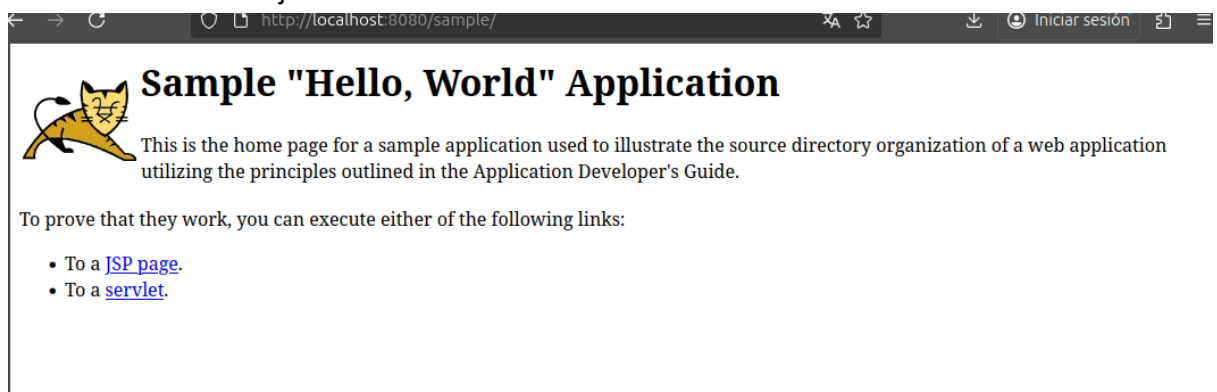 http://localhost:8080/sample/
Iniciar sesión
Sample "Hello, World" Application
This is the home page for a sample application used to illustrate the source directory organization of a web application
utilizing the principles outlined in the Application Developer's Guide.
To prove that they work, you can execute either of the following links:
• To a JSP page.
• To a servlet.